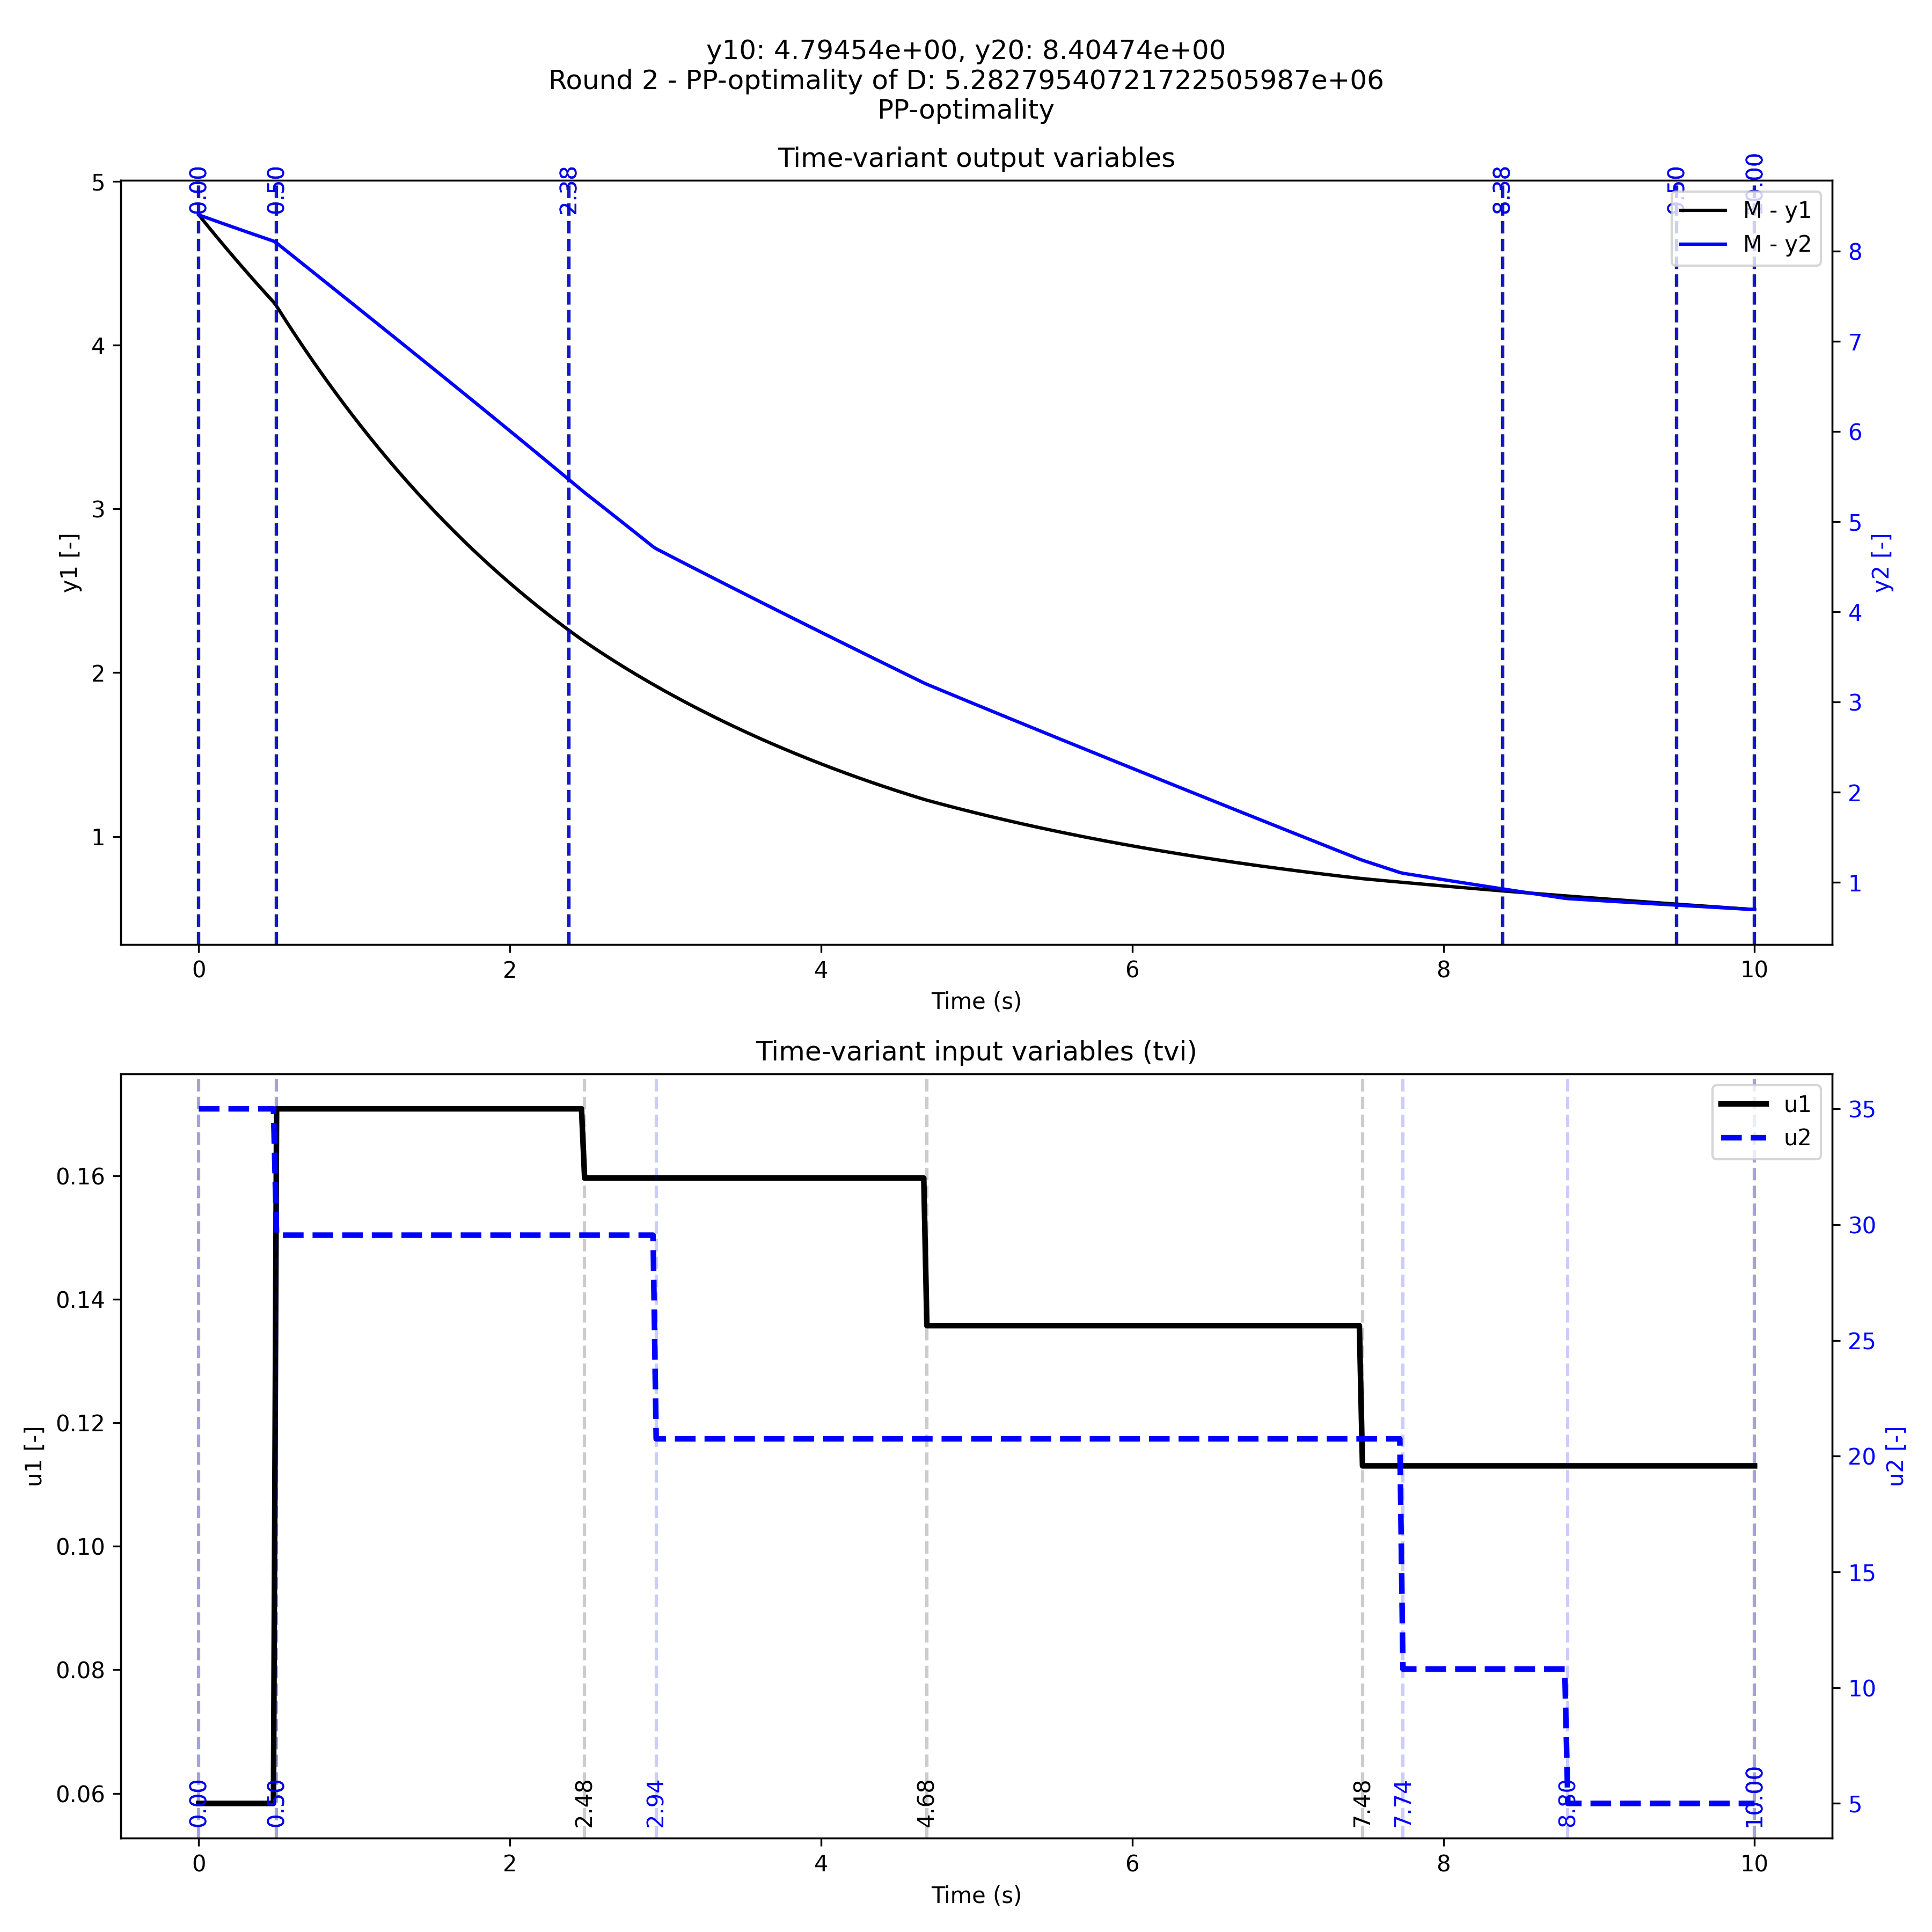 y10: 4.79454e+00, y20: 8.40474e+00
Round 2 - PP-optimality of D: 5.28279540721722505987e+06
PP-optimality
Time-variant output variables
0.00
0.50
2.38
8.38
M - y1
M - y2
5
4
3
2
1
y1 [-]
8
7
6
5
4
3
2
1
y2 [-]
0 2 4 6 8 10
Time (s)
Time-variant input variables (tvi)
u1
u2
0.16
0.14
0.12
0.10
0.08
0.06
u1 [-]
35
30
25
20
15
10
5
u2 [-]
0.00
0.50
2.48
2.94
4.68
7.48
7.74
8.80
10.00
0 2 4 6 8 10
Time (s)